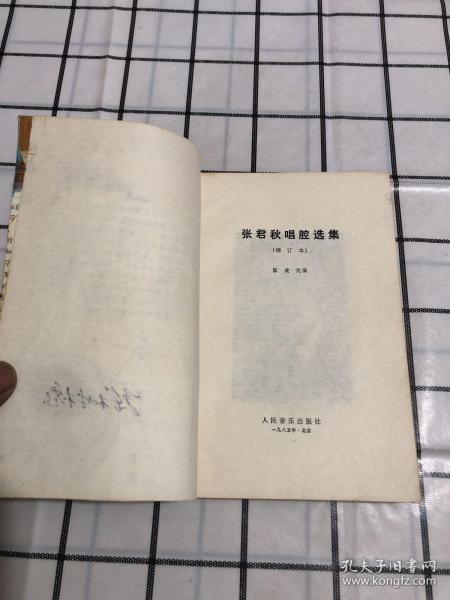 张君秋唱腔选集
（增订本）
张建民编
人民音乐出版社
一九八五年·北京
孔夫子旧书网
www.kongfz.com